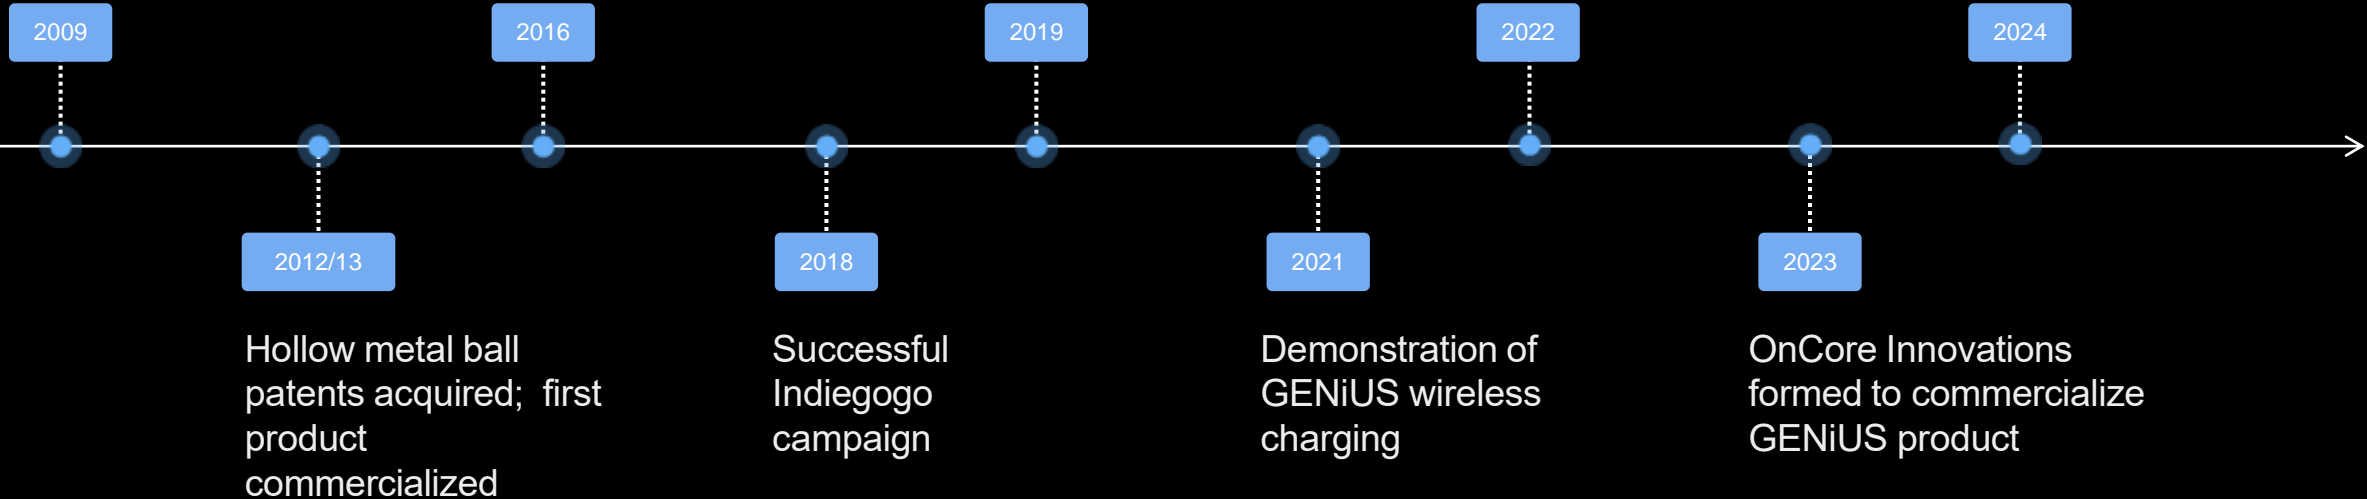 2009
2016
2019
2022
2024
2012/13
2018
2021
2023
Hollow metal ball
patents acquired;  first
product
commercialized
Successful
Indiegogo
campaign
Demonstration of
GENiUS wireless
charging
OnCore Innovations
formed to commercialize
GENiUS product